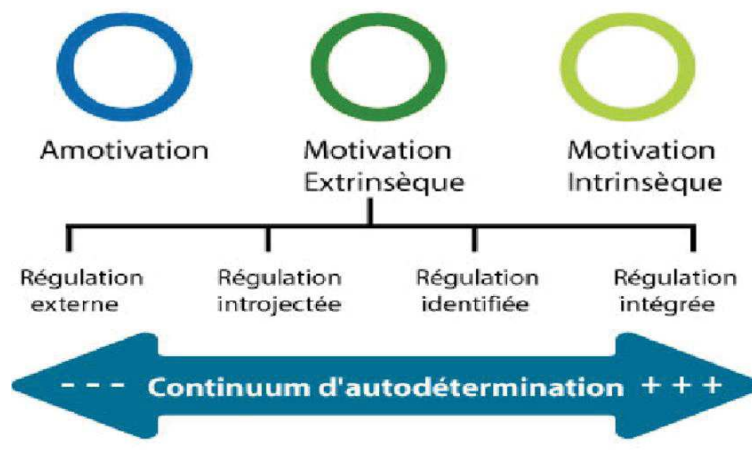 Amotivation
Motivation
Extrinsèque
Motivation
Intrinsèque
Régulation
externe
Régulation
introjectée
Régulation
identifiée
Régulation
intégrée
- - - Continuum d'autodétermination + + +